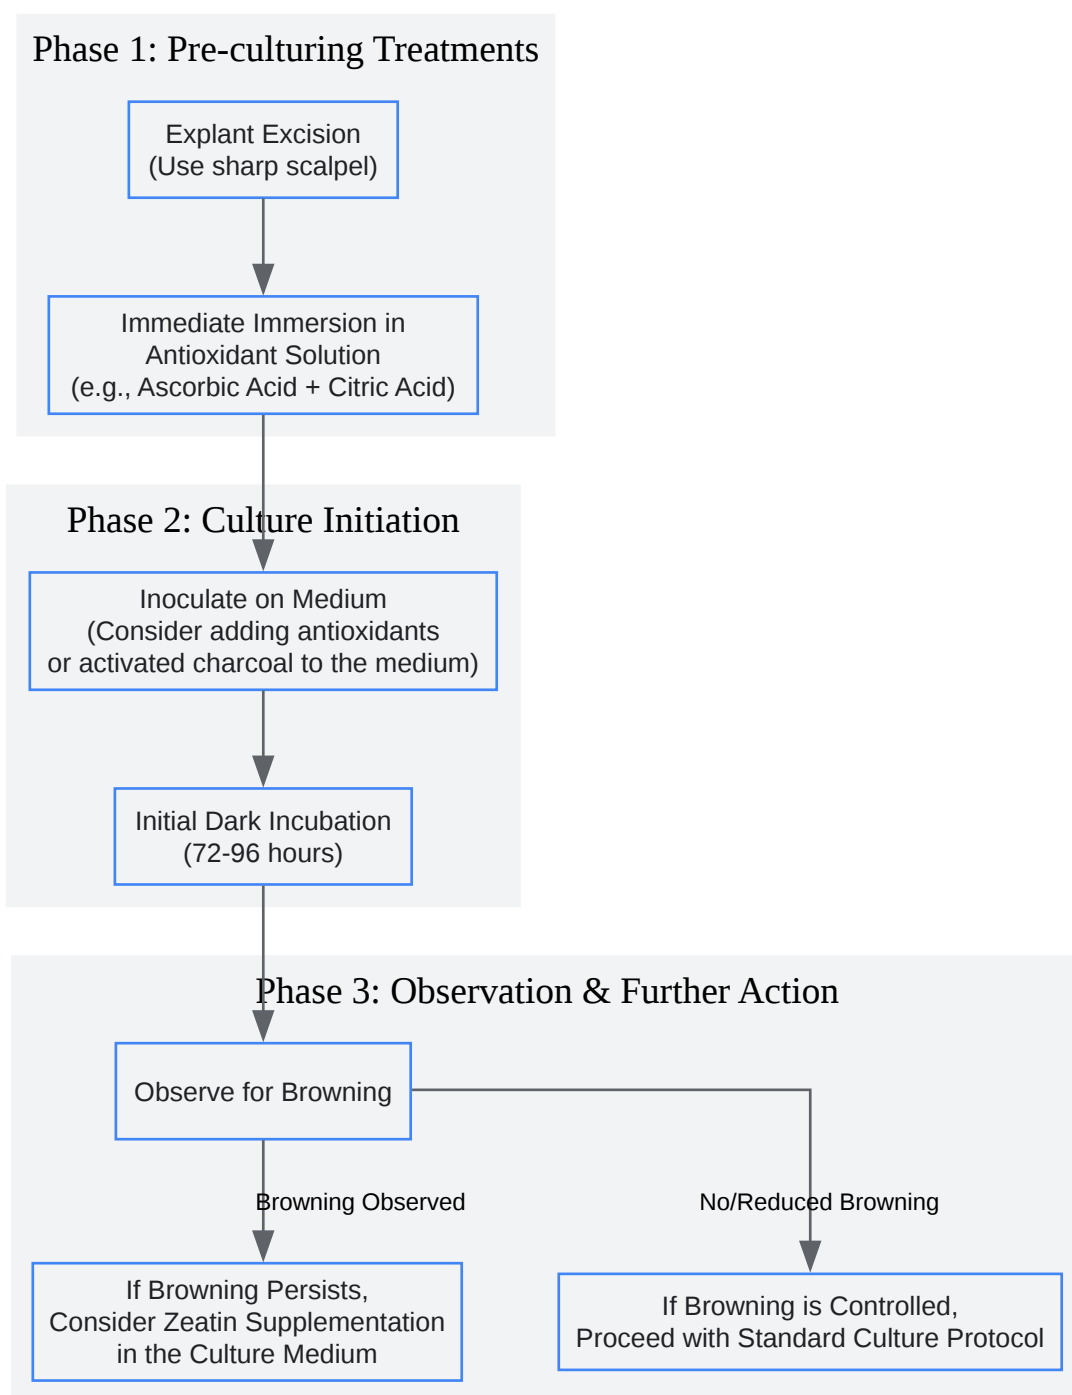 Phase 1: Pre-culturing Treatments
Explant Excision
(Use sharp scalpel)
Immediate Immersion in
Antioxidant Solution
(e.g., Ascorbic Acid + Citric Acid)
Phase 2: Culture Initiation
Inoculate on Medium
(Consider adding antioxidants
or activated charcoal to the medium)
Initial Dark Incubation
(72-96 hours)
Phase 3: Observation & Further Action
Observe for Browning
Browning Observed
No/Reduced Browning
If Browning Persists,
Consider Zeatin Supplementation
in the Culture Medium
If Browning is Controlled,
Proceed with Standard Culture Protocol